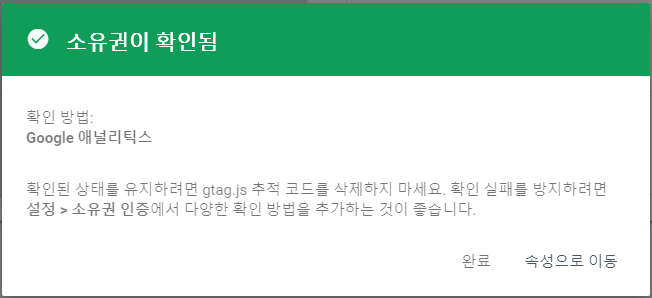 소유권이 확인됨
확인 방법:
Google 애널리틱스
확인된 상태를 유지하려면 gtag.js 추적 코드를 삭제하지 마세요. 확인 실패를 방지하려면
설정 > 소유권 인증에서 다양한 확인 방법을 추가하는 것이 좋습니다.
완료 속성으로 이동